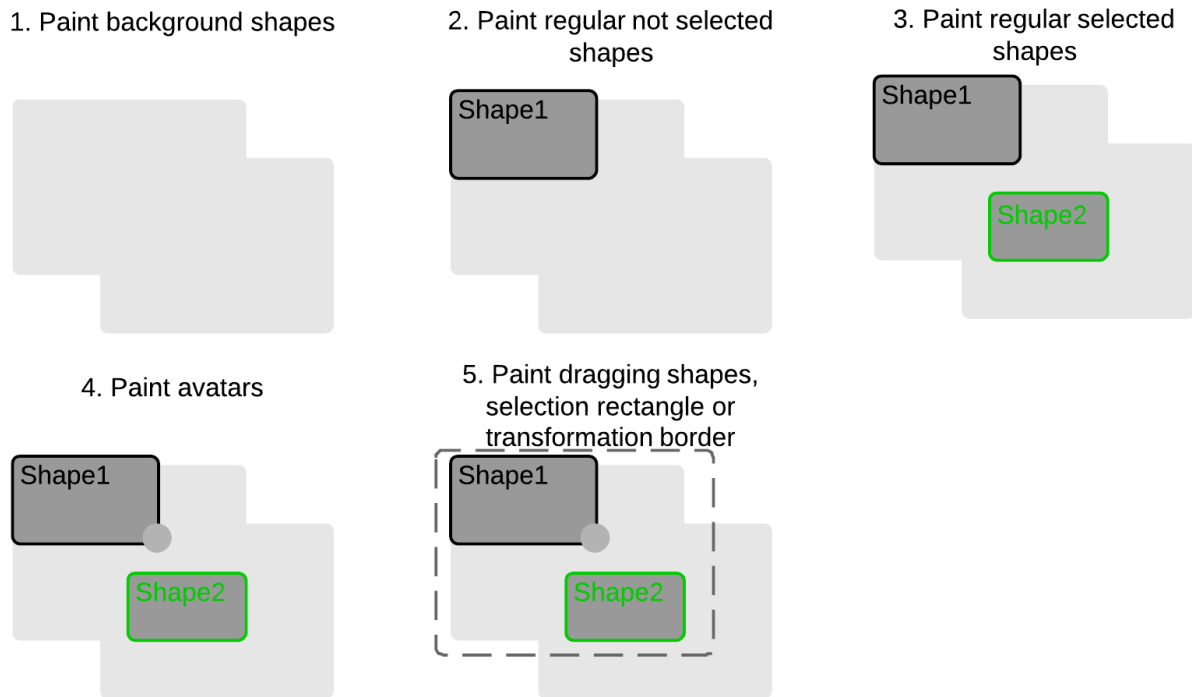 1. Paint background shapes
2. Paint regular not selected
shapes
Shape1
3. Paint regular selected
shapes
Shape1
Shape2
4. Paint avatars
Shape1
Shape2
5. Paint dragging shapes,
selection rectangle or
transformation border
Shape1
Shape2